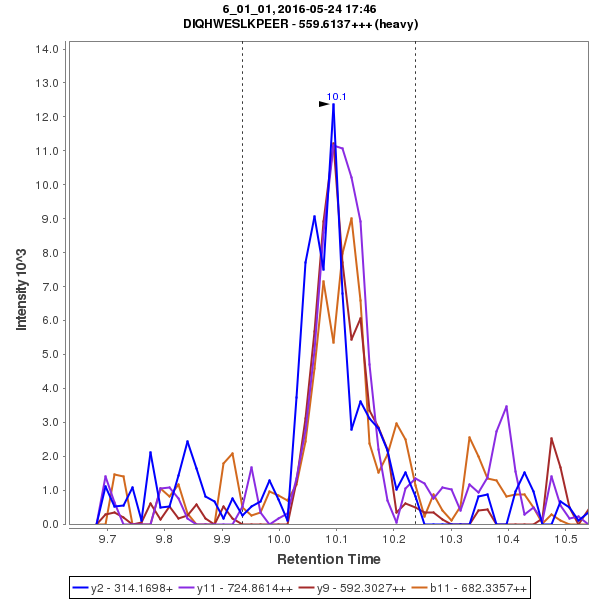 6_01_01, 2016-05-24 17:46
DIQHWESLKPEER - 559.6137+++ (heavy)
14.0
13.0
12.0
11.0
10.0
9.0
8.0
7.0
6.0
5.0
4.0
3.0
2.0
1.0
0.0
Intensity 10^3
10.1
9.7 9.8 9.9 10.0 10.1 10.2 10.3 10.4 10.5
Retention Time
y2 - 314.1698+ y11 - 724.8614++ y9 - 592.3027++ b11 - 682.3357++